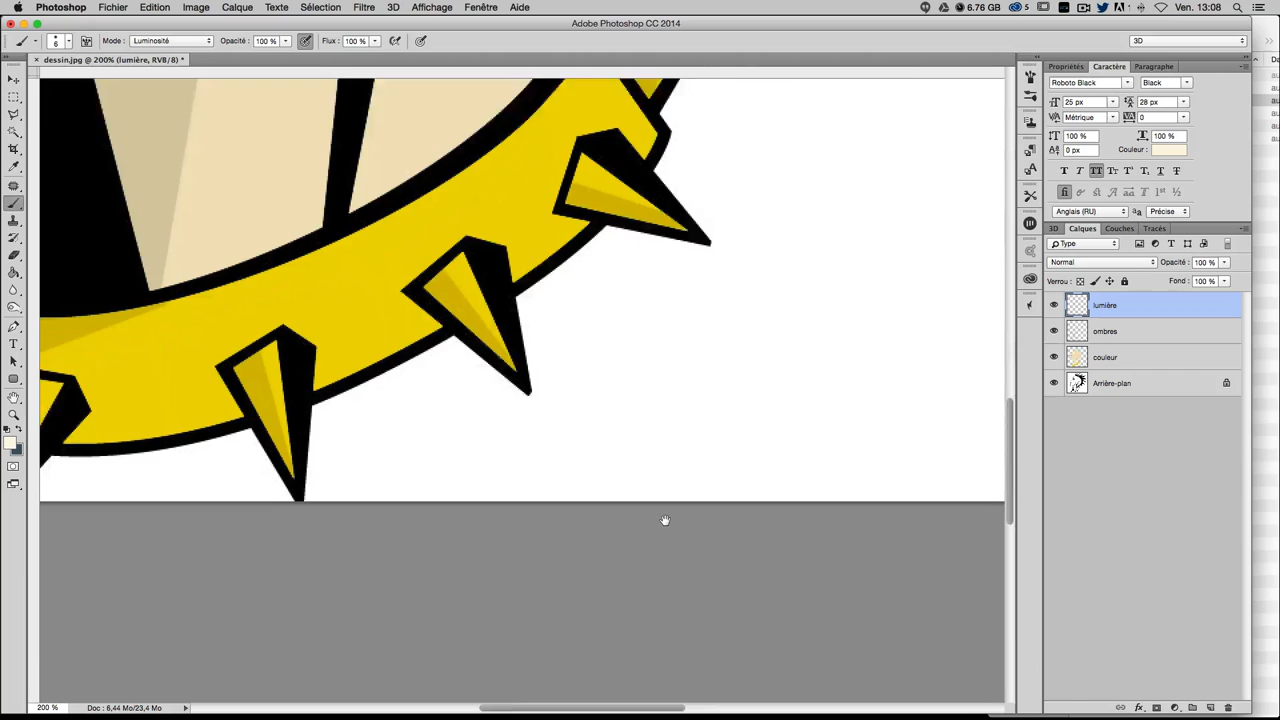 Photoshop Fichier Edition Image Calque Texte Sélection Filtre 3D Affichage Fenêtre Aide 6.76 GB 5 Ven. 13:08
Adobe Photoshop CC 2014
6 Mode : Luminosité Opacité : 100 % Flux : 100 % 3D
dessin.jpg @ 200% (lumière, RVB/8) *
Propriétés Caractère Paragraphe
Roboto Black Black
25 px 28 px
Métrique 0
100 % 100 %
0 px Couleur :
Anglais (RU) Précise
3D Calques Couches Tracés
Type
Normal Opacité : 100 %
Verrou : Fond : 100 %
lumière
ombres
couleur
Arrière-plan
200 % Doc : 6,44 Mo/23,4 Mo